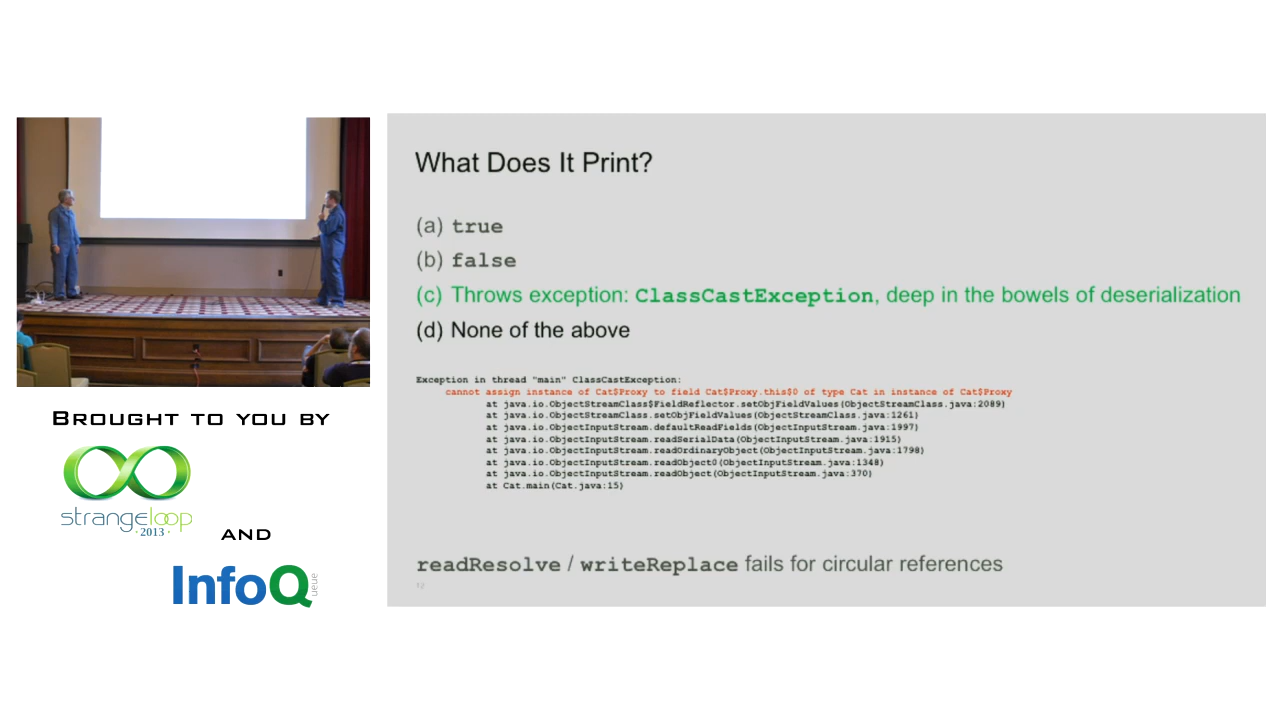 What Does It Print?
(a) true
(b) false
(c) Throws exception: ClassCastException, deep in the bowels of deserialization
(d) None of the above
Exception in thread "main" ClassCastException:
cannot assign instance of Cat$Proxy to field Cat$Proxy.this$0 of type Cat in instance of Cat$Proxy
at java.io.ObjectStreamClass$FieldReflector.setObjFieldValues(ObjectStreamClass.java:2089)
at java.io.ObjectStreamClass.setObjFieldValues(ObjectStreamClass.java:1261)
at java.io.ObjectInputStream.defaultReadFields(ObjectInputStream.java:1997)
at java.io.ObjectInputStream.readSerialData(ObjectInputStream.java:1915)
at java.io.ObjectInputStream.readOrdinaryObject(ObjectInputStream.java:1798)
at java.io.ObjectInputStream.readObject0(ObjectInputStream.java:1348)
at java.io.ObjectInputStream.readObject(ObjectInputStream.java:370)
at Cat.main(Cat.java:15)
readResolve / writeReplace fails for circular references
BROUGHT TO YOU BY
strangeloop
·2013·
AND
InfoQ
ueue